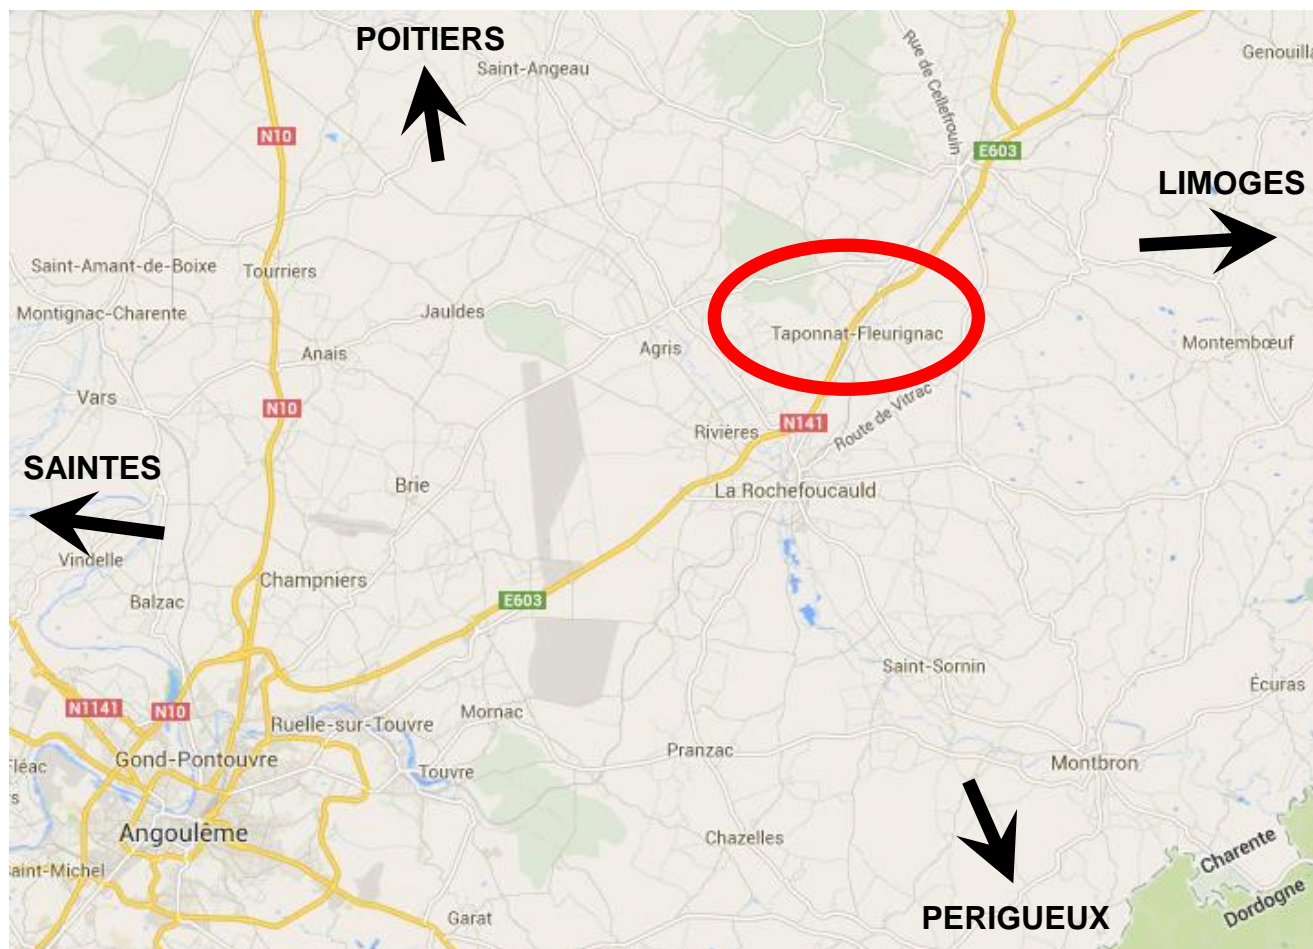 POITIERS
Saint-Angeau
Rue de Cellefrouin
N10
E603
LIMOGES
Saint-Amant-de-Boixe
Tourriers
Montignac-Charente
Jauldes
Taponnat-Fleurignac
Agris
Montembœuf
Anais
Vars
N10
N141
Route de Vitrac
Rivières
SAINTES
Brie
La Rochefoucauld
Vindelle
Champniers
Balzac
E603
Saint-Sornin
Écuras
N1141
N10
Ruelle-sur-Touvre
Mornac
Gond-Pontouvre
Touvre
Pranzac
Montbron
Angoulême
Chazelles
Charente
Dordogne
Garat
PERIGUEUX